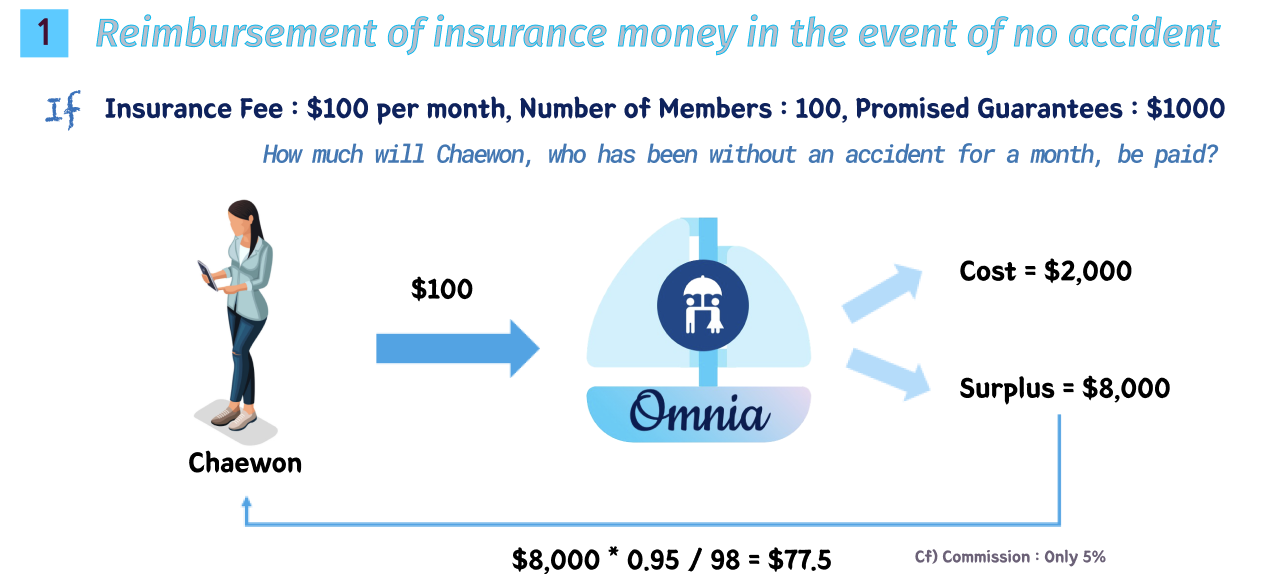 1 Reimbursement of insurance money in the event of no accident
If Insurance Fee : $100 per month, Number of Members : 100, Promised Guarantees : $1000
How much will Chaewon, who has been without an accident for a month, be paid?
$100
Cost = $2,000
Surplus = $8,000
Omnia
Chaewon
$8,000 * 0.95 / 98 = $77.5
Cf) Commission : Only 5%